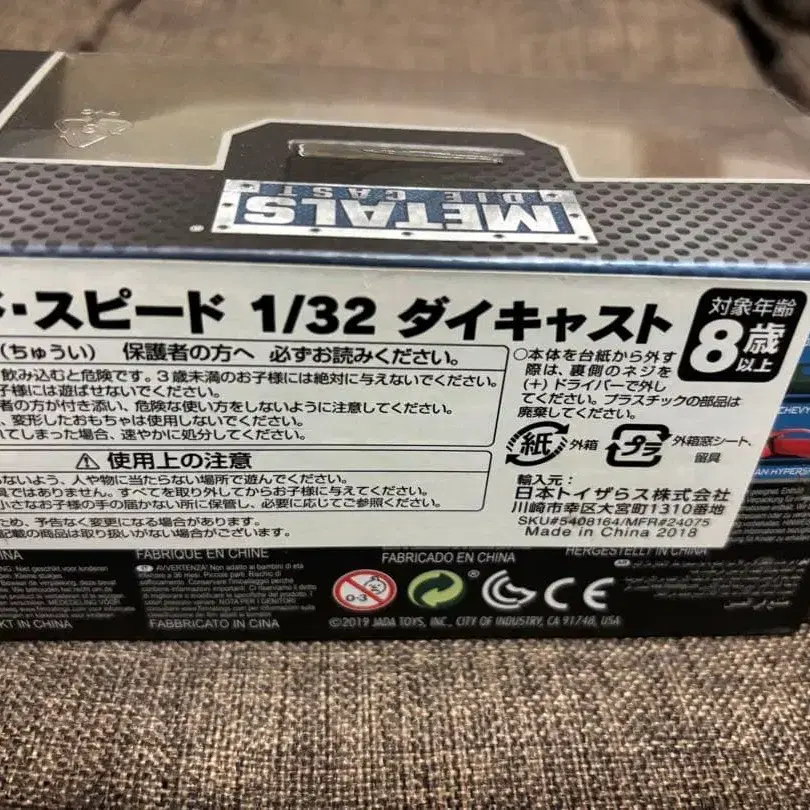 METALS
DIE CAST
・スピード 1/32 ダイキャスト
対象年齢
8歳
以上
(ちゅうい) 保護者の方へ 必ずお読みください。
飲み込むと危険です。3歳未満のお子様には絶対に与えないでください。
子様には遊ばせないでください。
者の方が付き添い、危険な使い方をしないように注意してください。
、変形したおもちゃは使用しないでください。
てしまった場合、速やかに処分してください。
○本体を台紙から外す
際は、裏側のネジを
(+)ドライバーで外し
てください。プラスチックの部品は
廃棄してください。
紙 外箱
プラ 外箱窓シート、
留具
⚠ 使用上の注意
ないよう、人や物に当たらない場所で遊んでください。
具ではありません。すべてを取り外してからお子様に与えてください。
小さなお子様の手の届かない所に保管し、必要に応じてご参照ください。
ため、予告なく変更になる場合があります。
記載の商品は取り扱いがない場合がございます。
輸入元:
日本トイザらス株式会社
川崎市幸区大宮町1310番地
SKU#5408164/MFR#24075
Made in China 2018
CHEVY
AN HYPERS
INA
FABRIQUÉ EN CHINE
FABRICADO EN CHINA
HERGESTELLT IN CHINA
KT IN CHINA
FABBRICATO IN CINA
0-3
CE
©2019 JADA TOYS, INC., CITY OF INDUSTRY, CA 91748, USA